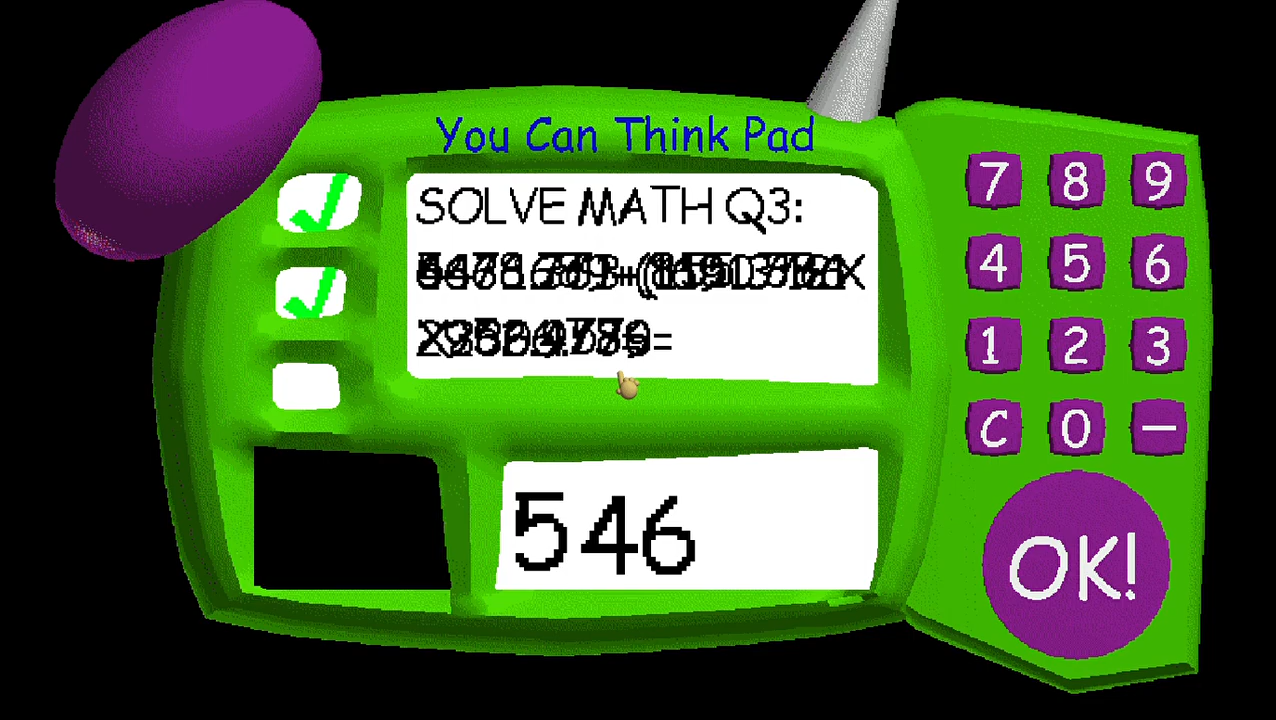 You Can Think Pad
SOLVE MATH Q3:
=
546
7 8 9
4 5 6
1 2 3
C 0 −
OK!